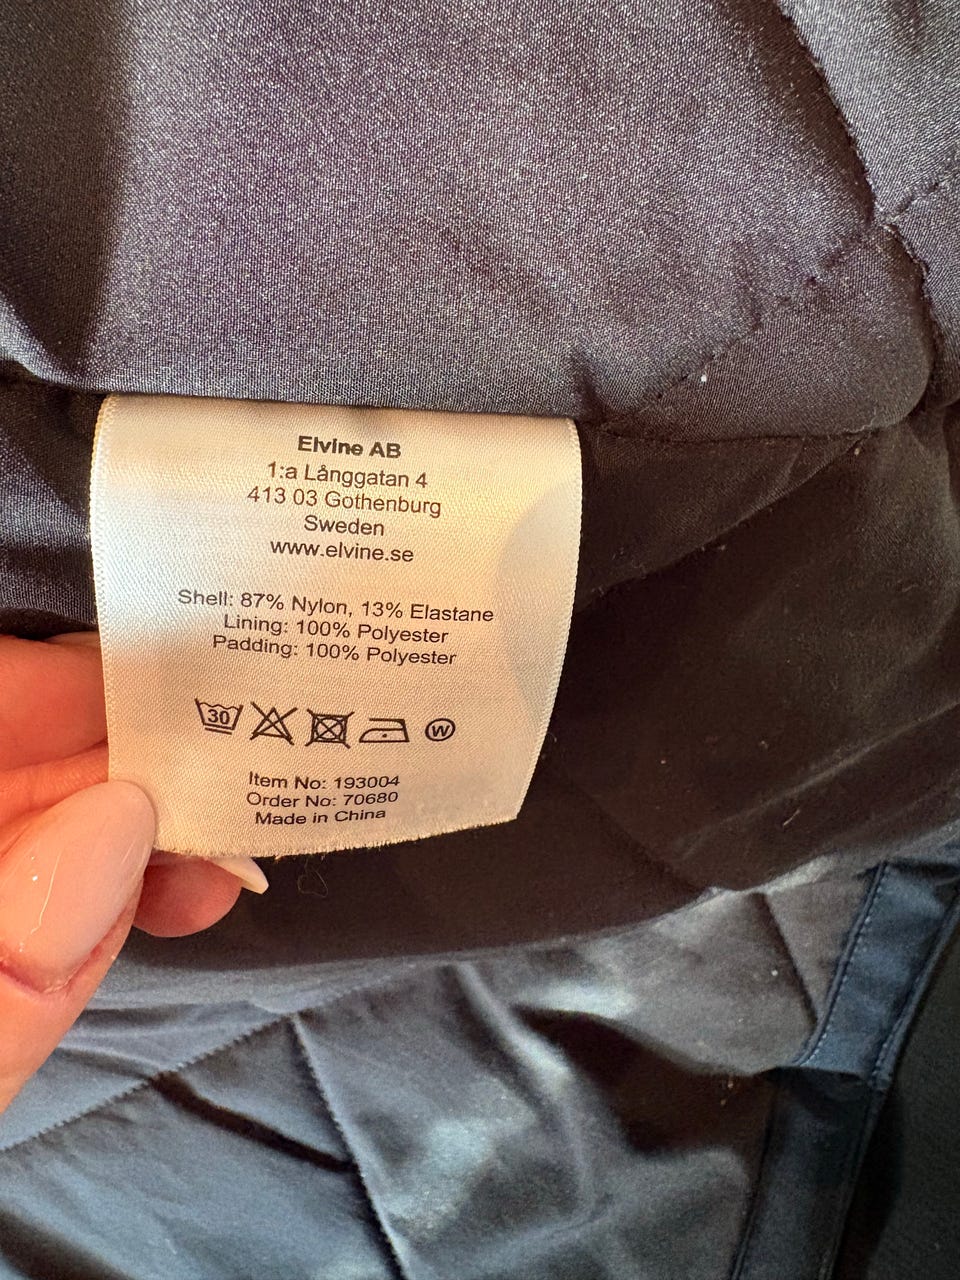 Elvine AB
1:a Långgatan 4
413 03 Gothenburg
Sweden
www.elvine.se
Shell: 87% Nylon, 13% Elastane
Lining: 100% Polyester
Padding: 100% Polyester
30 W
Item No: 193004
Order No: 70680
Made in China